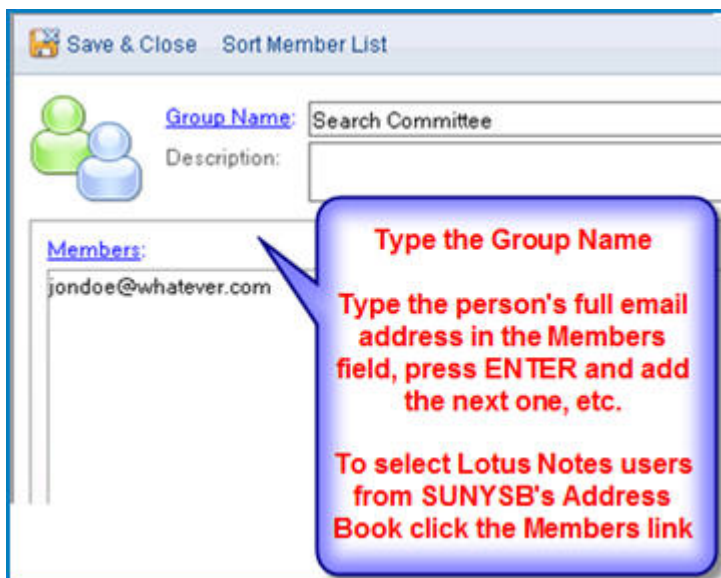 Save & Close Sort Member List
Group Name: Search Committee
Description:
Members:
jondoe@whatever.com
Type the Group Name
Type the person's full email
address in the Members
field, press ENTER and add
the next one, etc.
To select Lotus Notes users
from SUNYSB's Address
Book click the Members link